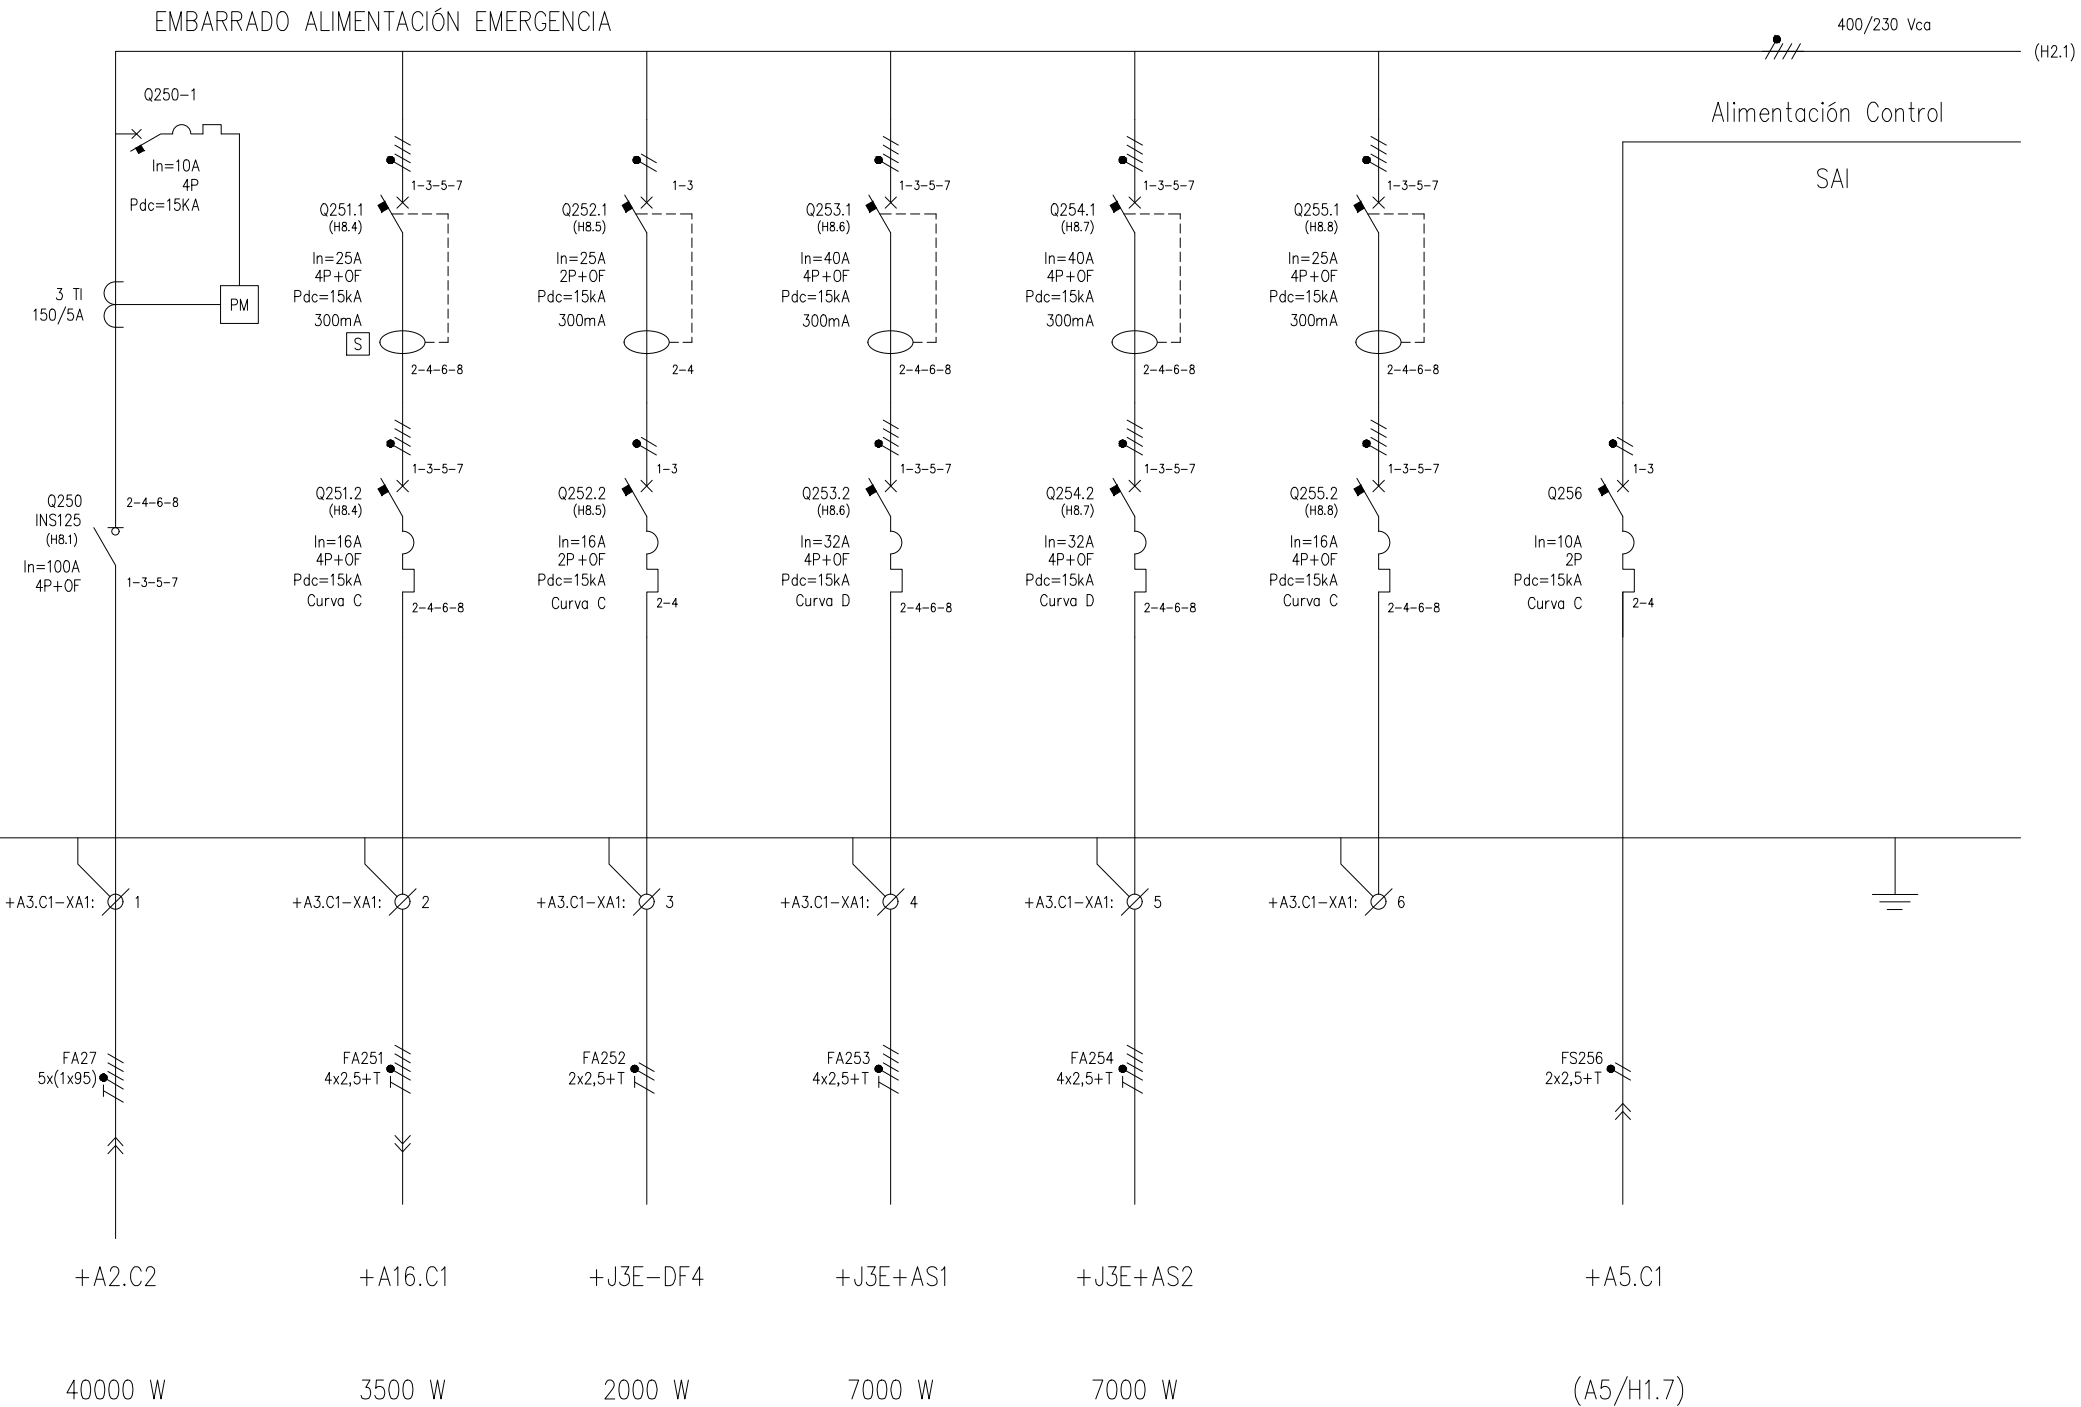 EMBARRADO ALIMENTACIÓN EMERGENCIA
400/230 Vca
(H2.1)
Alimentación Control
SAI
Q250-1
In=10A
4P
Pdc=15KA
3 TI
150/5A
PM
Q250
INS125
(H8.1)
In=100A
4P+OF
2-4-6-8
1-3-5-7
1-3-5-7
Q251.1
(H8.4)
In=25A
4P+OF
Pdc=15kA
300mA
S
2-4-6-8
1-3-5-7
Q251.2
(H8.4)
In=16A
4P+OF
Pdc=15kA
Curva C
2-4-6-8
1-3
Q252.1
(H8.5)
In=25A
2P+OF
Pdc=15kA
300mA
2-4
1-3
Q252.2
(H8.5)
In=16A
2P+OF
Pdc=15kA
Curva C
2-4
1-3-5-7
Q253.1
(H8.6)
In=40A
4P+OF
Pdc=15kA
300mA
2-4-6-8
1-3-5-7
Q253.2
(H8.6)
In=32A
4P+OF
Pdc=15kA
Curva D
2-4-6-8
1-3-5-7
Q254.1
(H8.7)
In=40A
4P+OF
Pdc=15kA
300mA
2-4-6-8
1-3-5-7
Q254.2
(H8.7)
In=32A
4P+OF
Pdc=15kA
Curva D
2-4-6-8
1-3-5-7
Q255.1
(H8.8)
In=25A
4P+OF
Pdc=15kA
300mA
2-4-6-8
1-3-5-7
Q255.2
(H8.8)
In=16A
4P+OF
Pdc=15kA
Curva C
2-4-6-8
1-3
Q256
In=10A
2P
Pdc=15kA
Curva C
2-4
+A3.C1-XA1: 1
+A3.C1-XA1: 2
+A3.C1-XA1: 3
+A3.C1-XA1: 4
+A3.C1-XA1: 5
+A3.C1-XA1: 6
FA27
5x(1x95)
FA251
4x2,5+T
FA252
2x2,5+T
FA253
4x2,5+T
FA254
4x2,5+T
FS256
2x2,5+T
+A2.C2
+A16.C1
+J3E-DF4
+J3E+AS1
+J3E+AS2
+A5.C1
40000 W
3500 W
2000 W
7000 W
7000 W
(A5/H1.7)